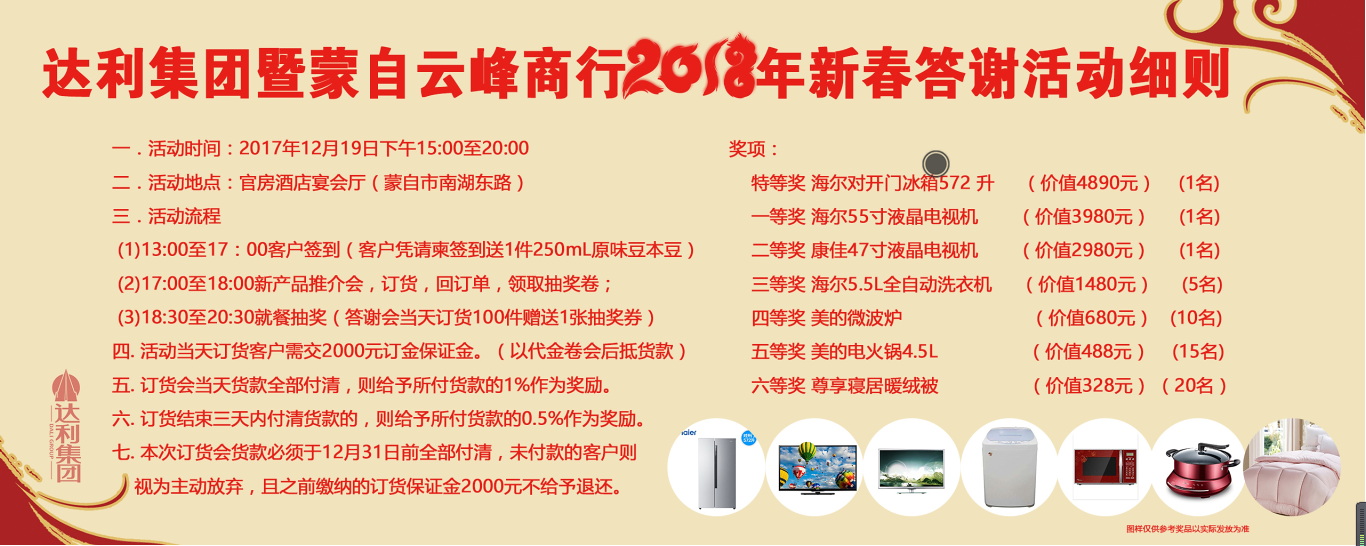 达利集团暨蒙自云峰商行2018年新春答谢活动细则
一．活动时间：2017年12月19日下午15:00至20:00
二．活动地点：官房酒店宴会厅（蒙自市南湖东路）
三．活动流程
(1)13:00至17：00客户签到（客户凭请柬签到送1件250mL原味豆本豆）
(2)17:00至18:00新产品推介会，订货，回订单，领取抽奖卷；
(3)18:30至20:30就餐抽奖（答谢会当天订货100件赠送1张抽奖券）
四. 活动当天订货客户需交2000元订金保证金。（以代金卷会后抵货款）
五. 订货会当天货款全部付清，则给予所付货款的1%作为奖励。
六. 订货结束三天内付清货款的，则给予所付货款的0.5%作为奖励。
七. 本次订货会货款必须于12月31日前全部付清，未付款的客户则
视为主动放弃，且之前缴纳的订货保证金2000元不给予退还。
奖项：
特等奖 海尔对开门冰箱572 升 （价值4890元） (1名)
一等奖 海尔55寸液晶电视机 （价值3980元） (1名)
二等奖 康佳47寸液晶电视机 （价值2980元） (1名)
三等奖 海尔5.5L全自动洗衣机 （价值1480元） (5名)
四等奖 美的微波炉 （价值680元） (10名)
五等奖 美的电火锅4.5L （价值488元） (15名)
六等奖 尊享寝居暖绒被 （价值328元）（20名）
达利集团
DALI GROUP
aier
图样仅供参考奖品以实际发放为准